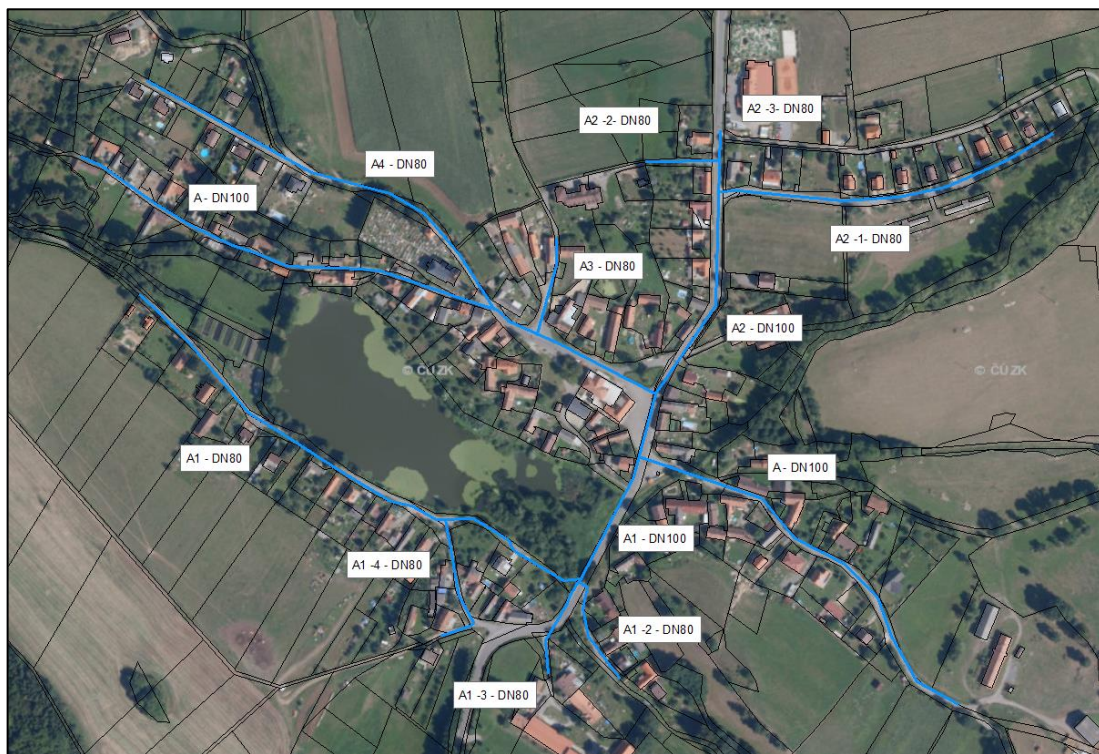 A2 -3- DN80
A2 -2- DN80
A4 - DN80
A - DN100
A2 -1- DN80
A3 - DN80
A2 - DN100
© ČÚZK
© ČÚZK
A1 - DN80
A - DN100
A1 - DN100
A1 -4 - DN80
A1 -2 - DN80
A1 -3 - DN80